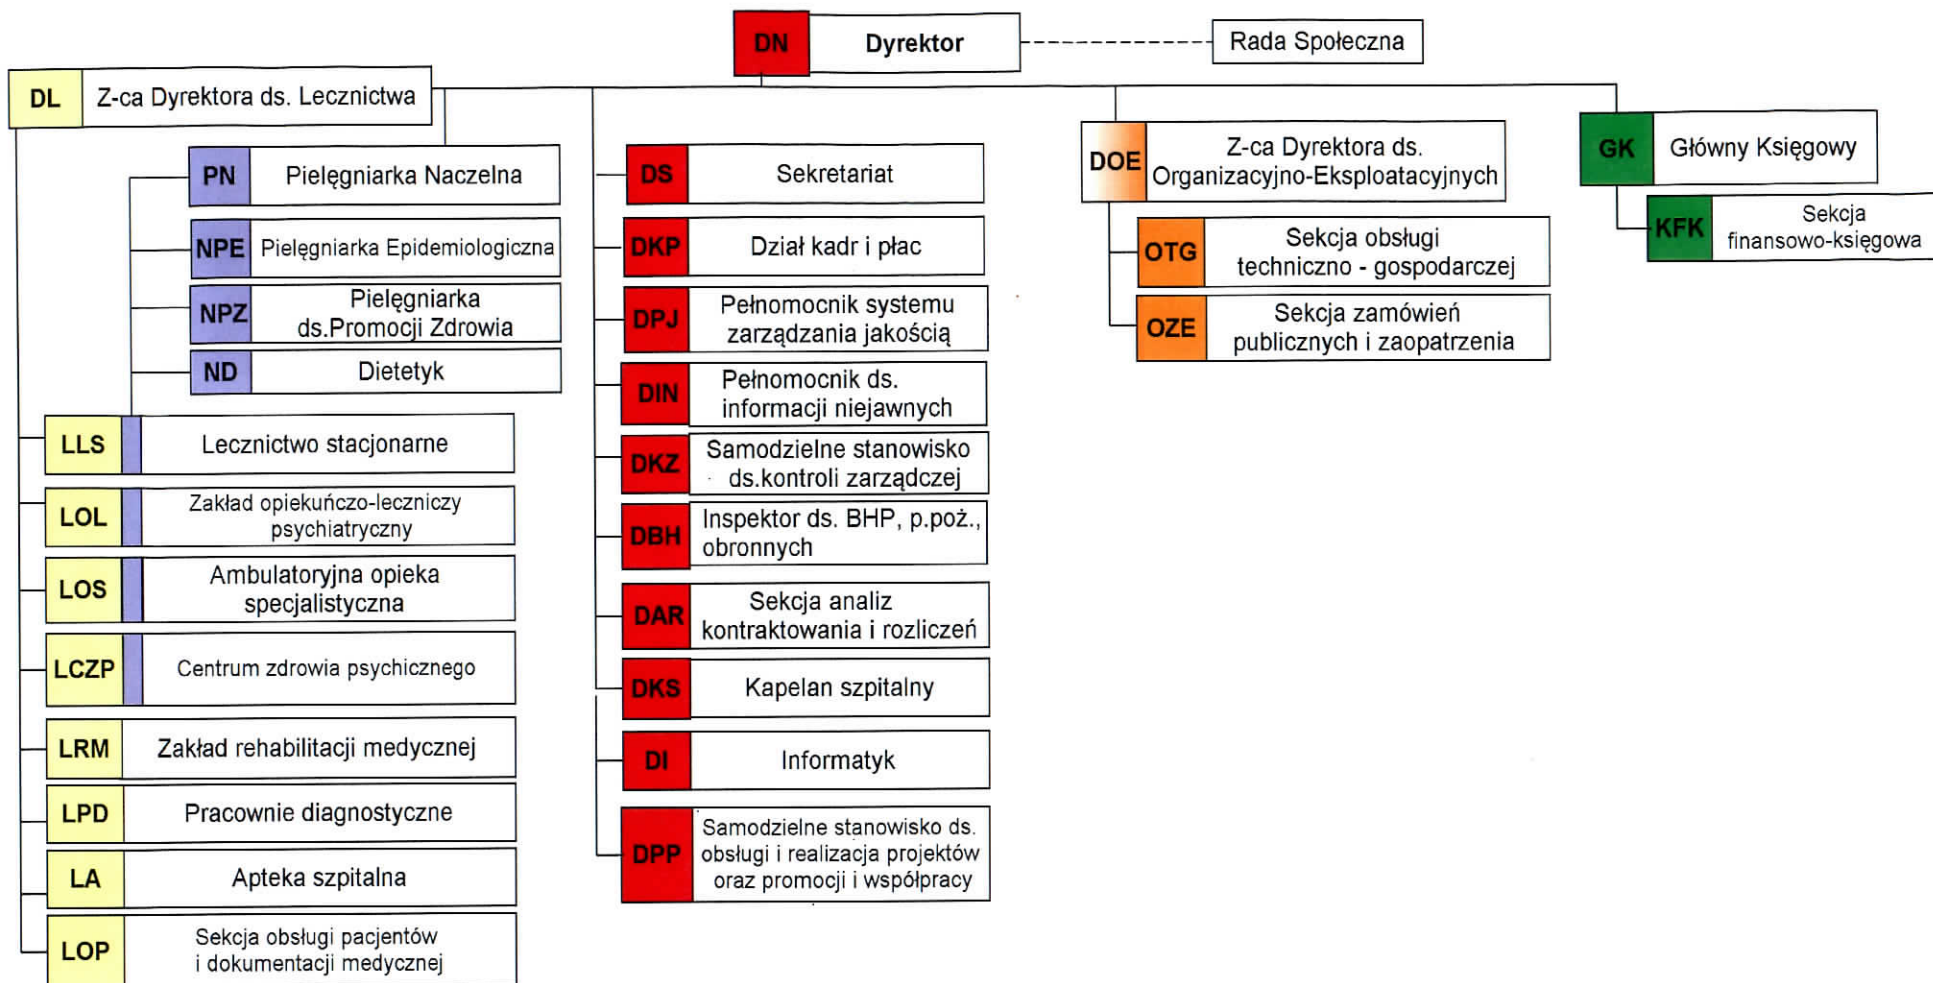 DN Dyrektor
Rada Społeczna
DL Z-ca Dyrektora ds. Lecznictwa
PN Pielęgniarka Naczelna
NPE Pielęgniarka Epidemiologiczna
NPZ Pielęgniarka
ds.Promocji Zdrowia
ND Dietetyk
LLS Lecznictwo stacjonarne
LOL Zakład opiekuńczo-leczniczy
psychiatryczny
LOS Ambulatoryjna opieka
specjalistyczna
LCZP Centrum zdrowia psychicznego
LRM Zakład rehabilitacji medycznej
LPD Pracownie diagnostyczne
LA Apteka szpitalna
LOP Sekcja obsługi pacjentów
i dokumentacji medycznej
DS Sekretariat
DKP Dział kadr i płac
DPJ Pełnomocnik systemu
zarządzania jakością
DIN Pełnomocnik ds.
informacji niejawnych
DKZ Samodzielne stanowisko
ds.kontroli zarządczej
DBH Inspektor ds. BHP, p.poż.,
obronnych
DAR Sekcja analiz
kontraktowania i rozliczeń
DKS Kapelan szpitalny
DI Informatyk
DPP Samodzielne stanowisko ds.
obsługi i realizacja projektów
oraz promocji i współpracy
DOE Z-ca Dyrektora ds.
Organizacyjno-Eksploatacyjnych
OTG Sekcja obsługi
techniczno - gospodarczej
OZE Sekcja zamówień
publicznych i zaopatrzenia
GK Główny Księgowy
KFK Sekcja
finansowo-księgowa